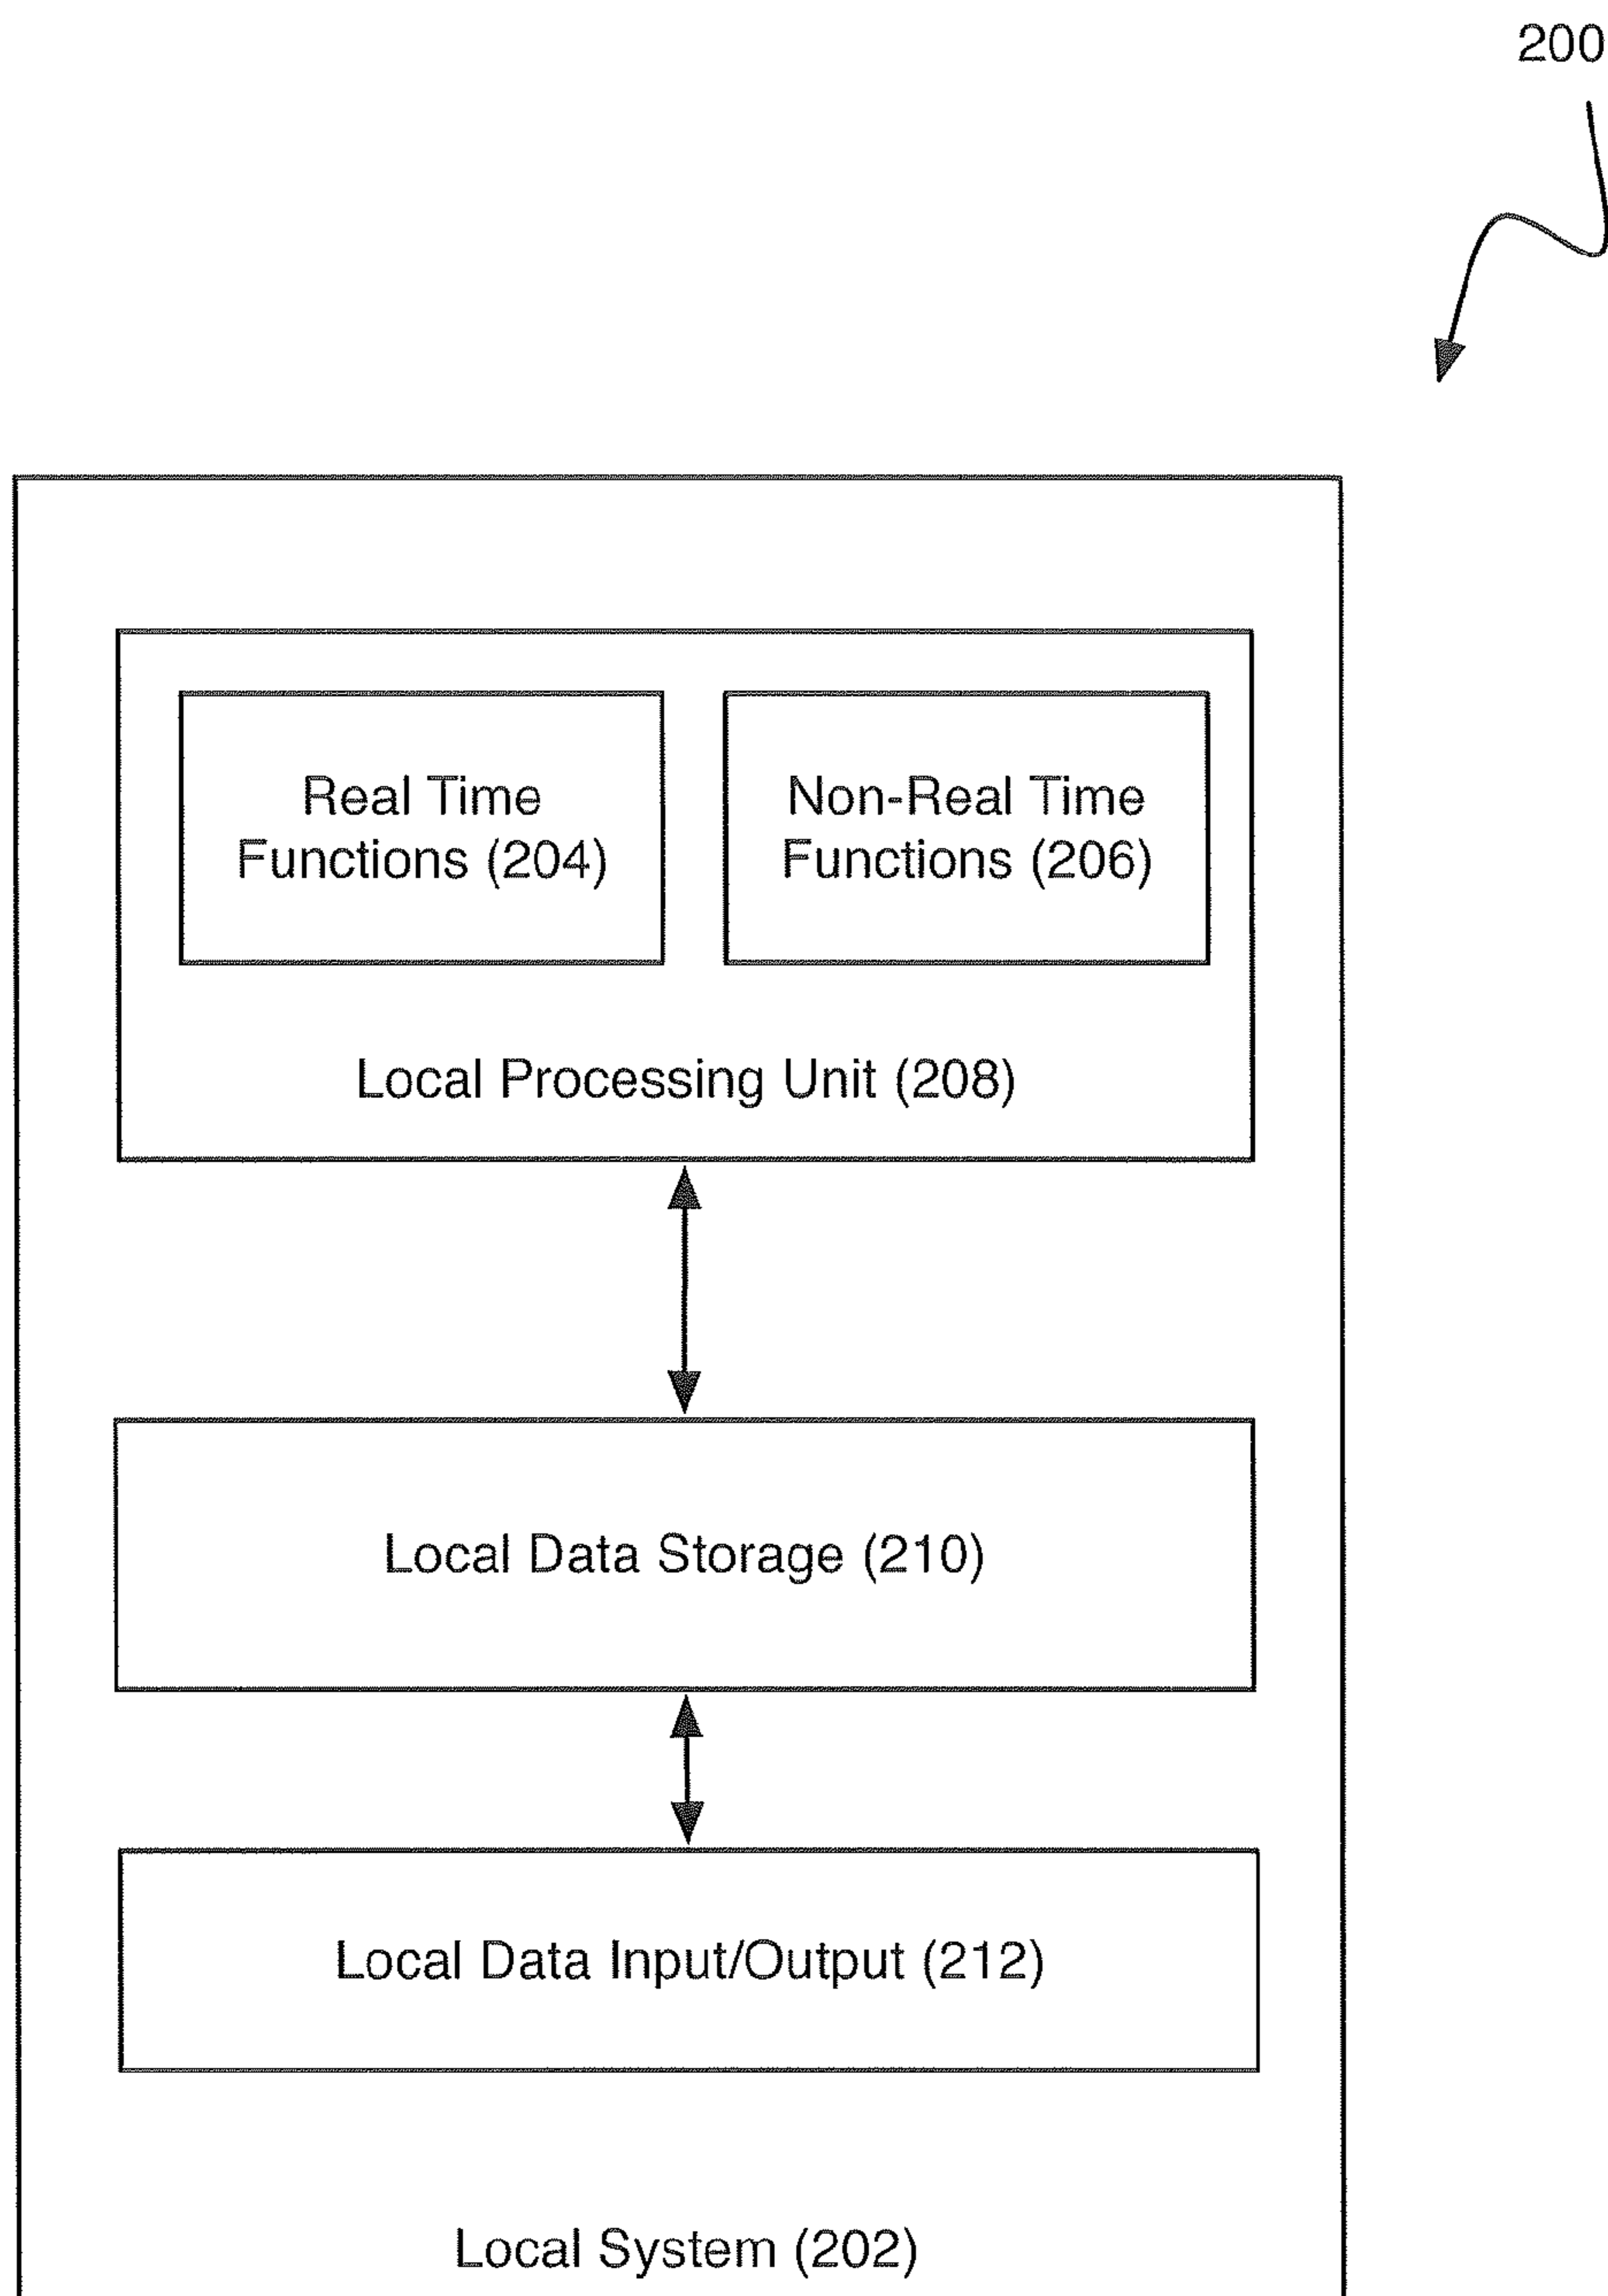 200
Real Time
Functions (204)
Non-Real Time
Functions (206)
Local Processing Unit (208)
Local Data Storage (210)
Local Data Input/Output (212)
Local System (202)